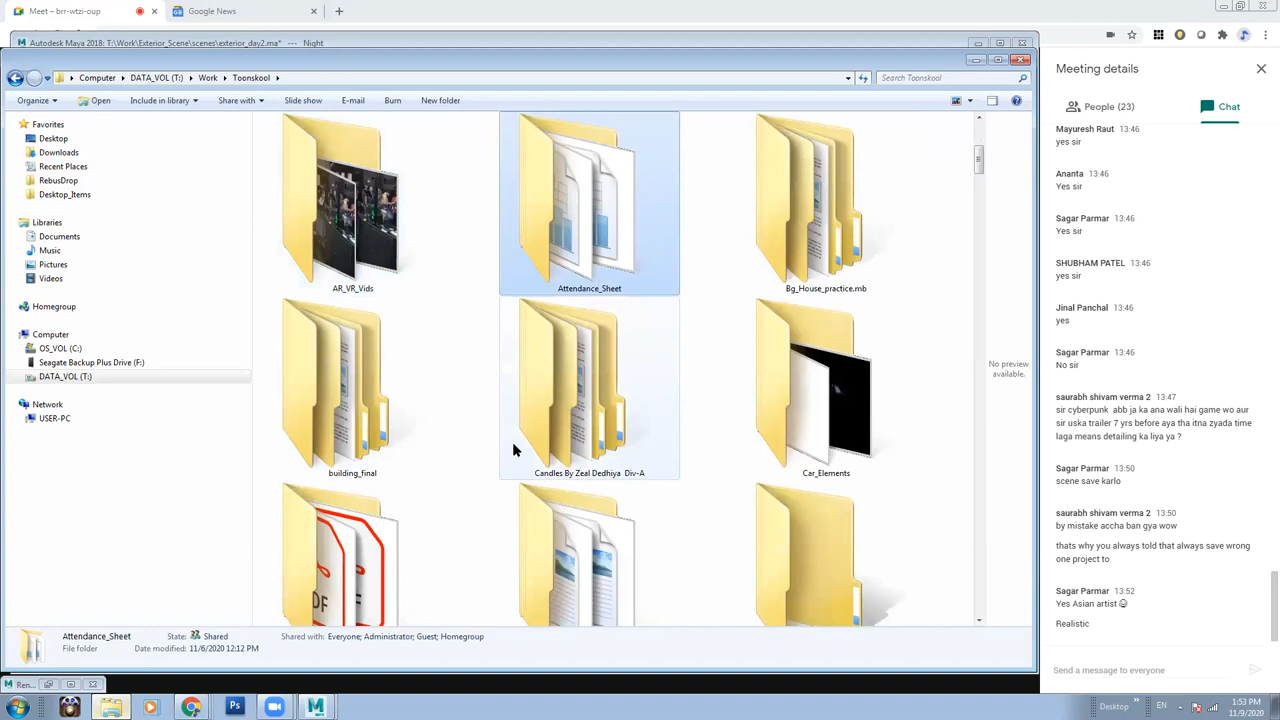 Meet – brr-wtzi-oup
Google News
Autodesk Maya 2018: T:\Work\Exterior_Scene\scenes\exterior_day2.ma* --- Night
Computer DATA_VOL (T:) Work Toonskool
Search Toonskool
Organize Open Include in library Share with Slide show E-mail Burn New folder
Favorites
Desktop
Downloads
Recent Places
RebusDrop
Desktop_Items
Libraries
Documents
Music
Pictures
Videos
Homegroup
Computer
OS_VOL (C:)
Seagate Backup Plus Drive (F:)
DATA_VOL (T:)
Network
USER-PC
AR_VR_Vids
Attendance_Sheet
Bg_House_practice.mb
building_final
Candles By Zeal Dedhiya Div-A
Car_Elements
No preview
available.
Attendance_Sheet State: Shared Shared with: Everyone; Administrator; Guest; Homegroup
File folder Date modified: 11/6/2020 12:12 PM
Ren...
Meeting details
People (23)
Chat
Mayuresh Raut 13:46
yes sir
Ananta 13:46
Yes sir
Sagar Parmar 13:46
Yes sir
SHUBHAM PATEL 13:46
yes sir
Jinal Panchal 13:46
yes
Sagar Parmar 13:46
No sir
saurabh shivam verma 2 13:47
sir cyberpunk abb ja ka ana wali hai game wo aur
sir uska trailer 7 yrs before aya tha itna zyada time
laga means detailing ka liya ya ?
Sagar Parmar 13:50
scene save karlo
saurabh shivam verma 2 13:50
by mistake accha ban gya wow
thats why you always told that always save wrong
one project to
Sagar Parmar 13:52
Yes Asian artist 😂
Realistic
Send a message to everyone
Desktop
EN
1:53 PM
11/9/2020